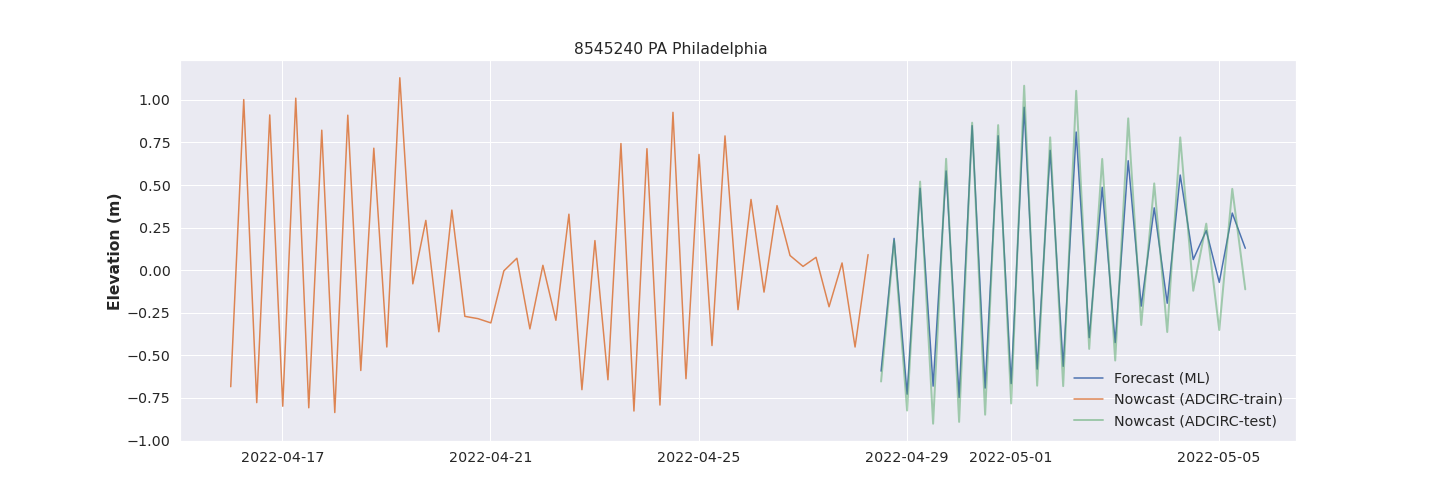 8545240 PA Philadelphia
Elevation (m)
1.00
0.75
0.50
0.25
0.00
−0.25
−0.50
−0.75
−1.00
Forecast (ML)
Nowcast (ADCIRC-train)
Nowcast (ADCIRC-test)
2022-04-17 2022-04-21 2022-04-25 2022-04-29 2022-05-01 2022-05-05